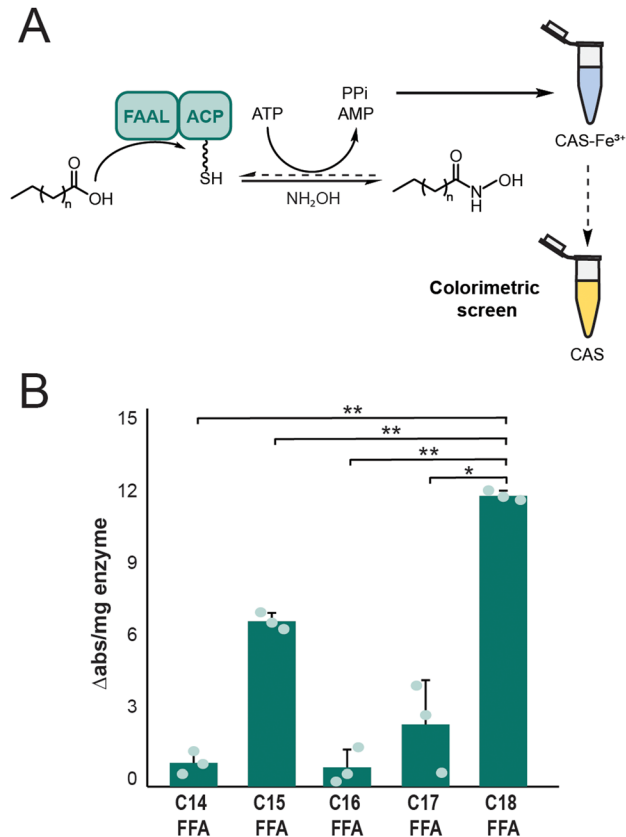 A
FAAL ACP
SH
ATP
PPi
AMP
NH2OH
O
OH
n
O
N
H
OH
n
CAS-Fe³⁺
Colorimetric
screen
CAS
B
Δabs/mg enzyme
15
12
9
6
3
0
**
**
**
*
C14 C15 C16 C17 C18
FFA FFA FFA FFA FFA